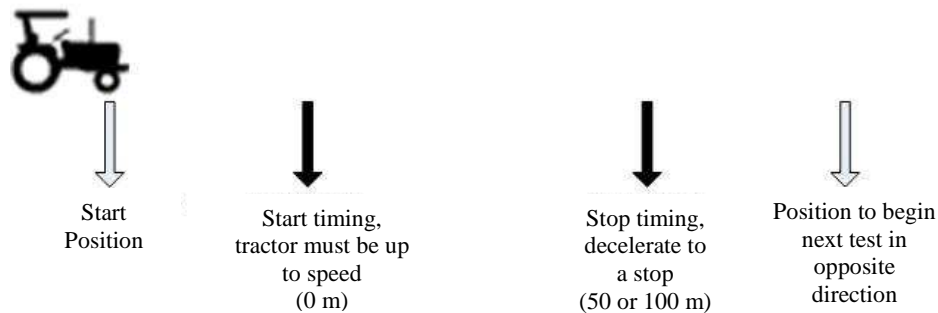 Start
Position
Start timing,
tractor must be up
to speed
(0 m)
Stop timing,
decelerate to
a stop
(50 or 100 m)
Position to begin
next test in
opposite
direction